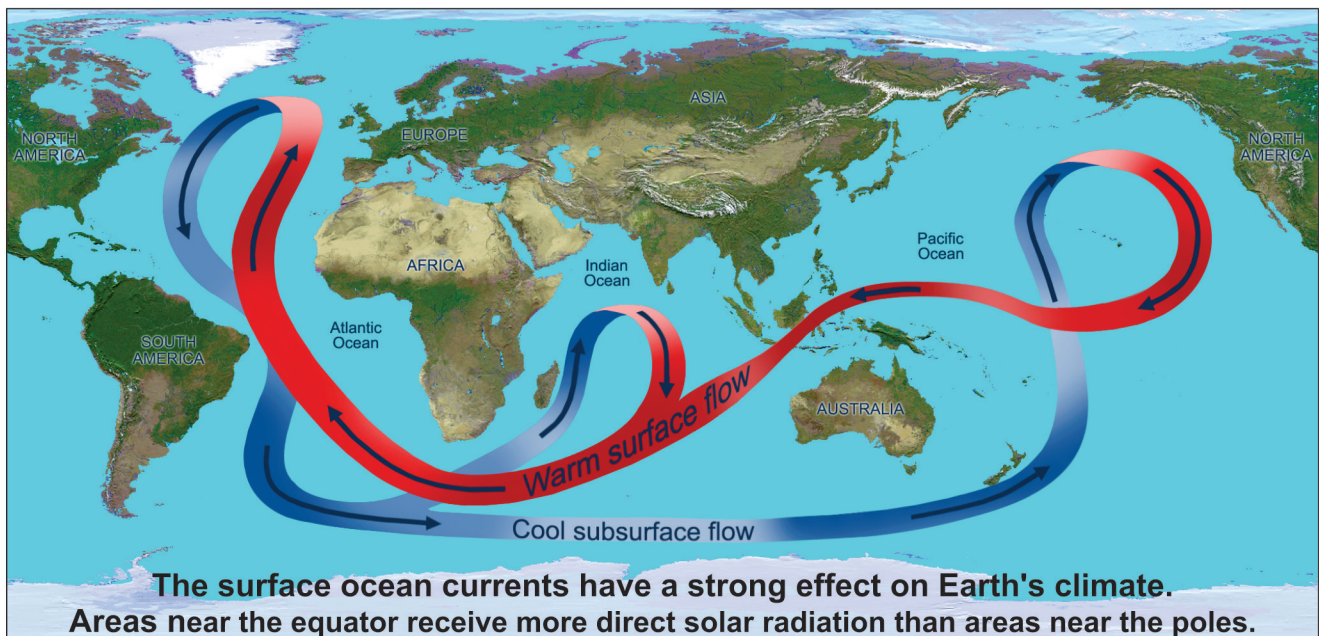 NORTH
AMERICA
EUROPE
ASIA
NORTH
AMERICA
AFRICA
Indian
Ocean
Pacific
Ocean
Atlantic
Ocean
SOUTH
AMERICA
AUSTRALIA
Warm surface flow
Cool subsurface flow
The surface ocean currents have a strong effect on Earth's climate.
Areas near the equator receive more direct solar radiation than areas near the poles.